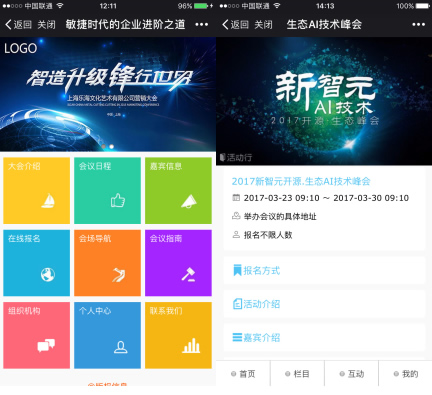 中国联通
12:11
96%
返回 关闭 敏捷时代的企业进阶之道
LOGO
智造升级锋行世界
上海乐海文化艺术有限公司营销大会
大会介绍
会议日程
嘉宾信息
在线报名
会场导航
会议指南
组织机构
个人中心
联系我们
中国联通
14:13
100%
返回 关闭 生态AI技术峰会
新智元
AI技术
2017开源·生态峰会
活动行
2017新智元开源.生态AI技术峰会
2017-03-23 09:10 ～ 2017-03-30 09:10
举办会议的具体地址
报名不限人数
报名方式
活动介绍
嘉宾介绍
首页
栏目
互动
我的